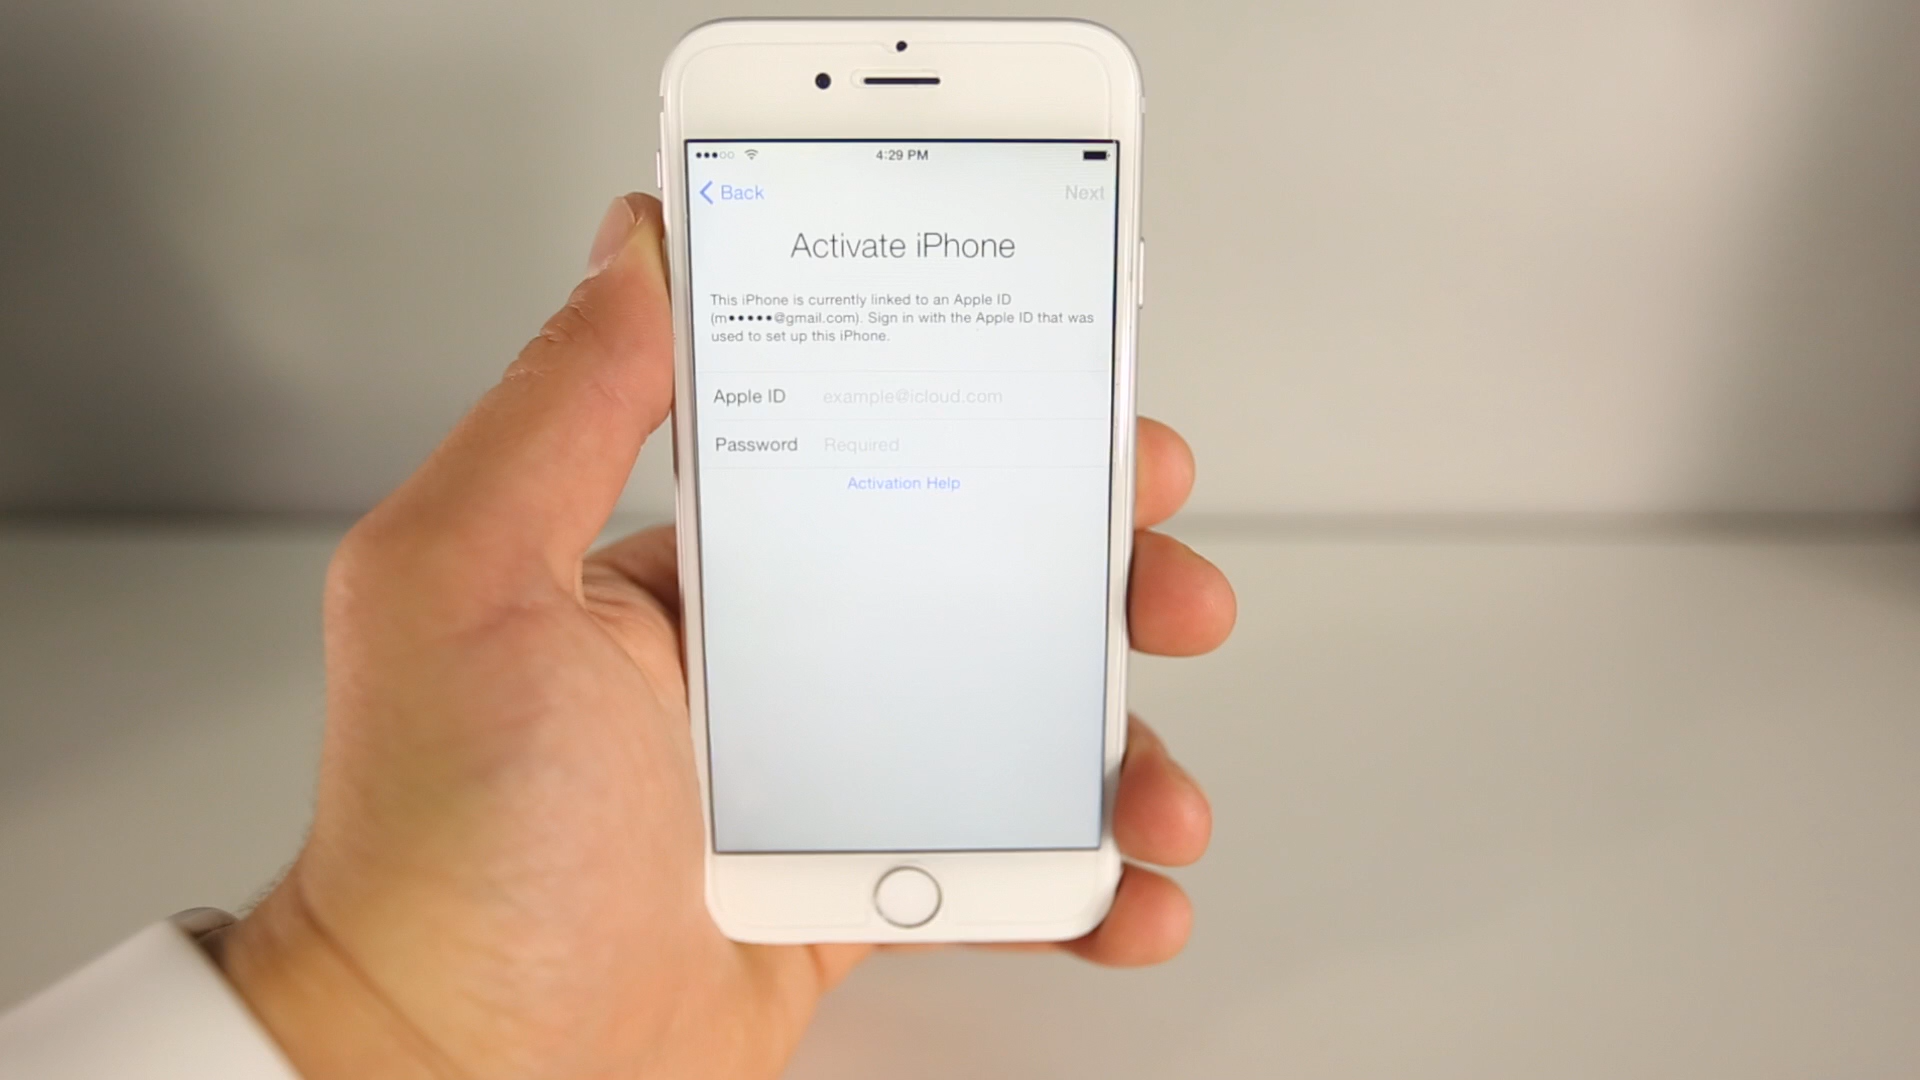 4:29 PM
Back
Next
Activate iPhone
This iPhone is currently linked to an Apple ID
(m•••••@gmail.com). Sign in with the Apple ID that was
used to set up this iPhone.
Apple ID example@icloud.com
Password Required
Activation Help